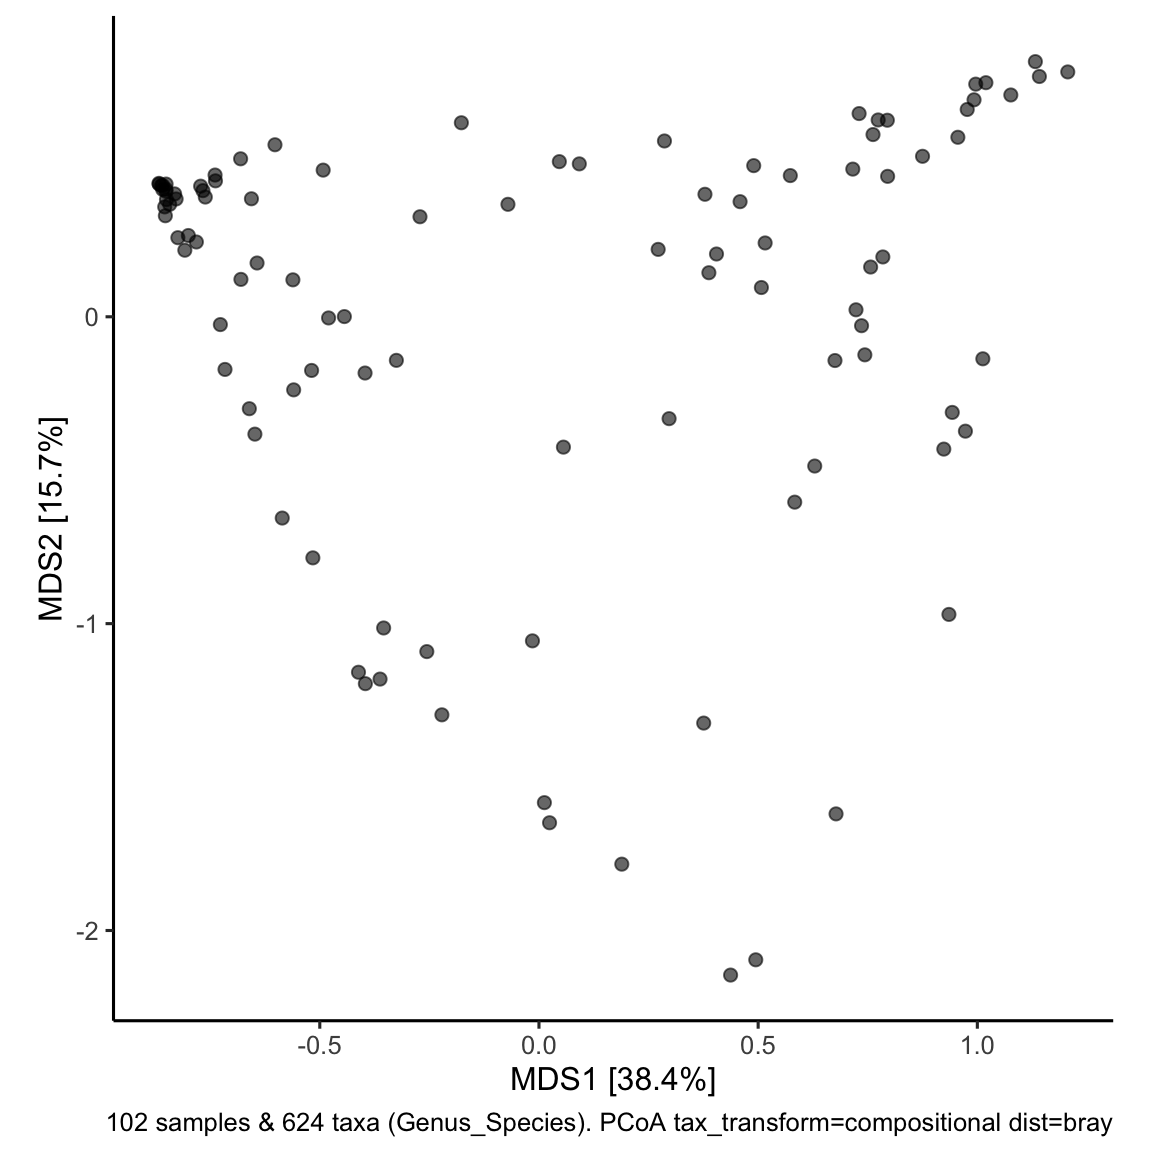 0
-1
-2
MDS2 [15.7%]
-0.5 0.0 0.5 1.0
MDS1 [38.4%]
102 samples & 624 taxa (Genus_Species). PCoA tax_transform=compositional dist=bray